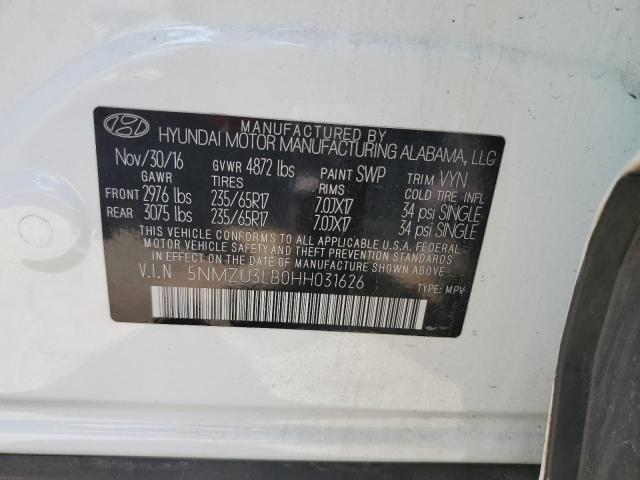 MANUFACTURED BY
HYUNDAI MOTOR MANUFACTURING ALABAMA, LLC
Nov/30/16 GVWR 4872 lbs PAINT SWP TRIM VYN
GAWR TIRES RIMS COLD TIRE INFL
FRONT 2976 lbs 235/65R17 7.0JX17 34 psi SINGLE
REAR 3075 lbs 235/65R17 7.0JX17 34 psi SINGLE
THIS VEHICLE CONFORMS TO ALL APPLICABLE U.S.A. FEDERAL
MOTOR VEHICLE SAFETY AND THEFT PREVENTION STANDARDS IN EFFECT
ON THE DATE OF MANUFACTURE SHOWN ABOVE.
V.I.N 5NMZU3LB0HH031626
TYPE: MPV